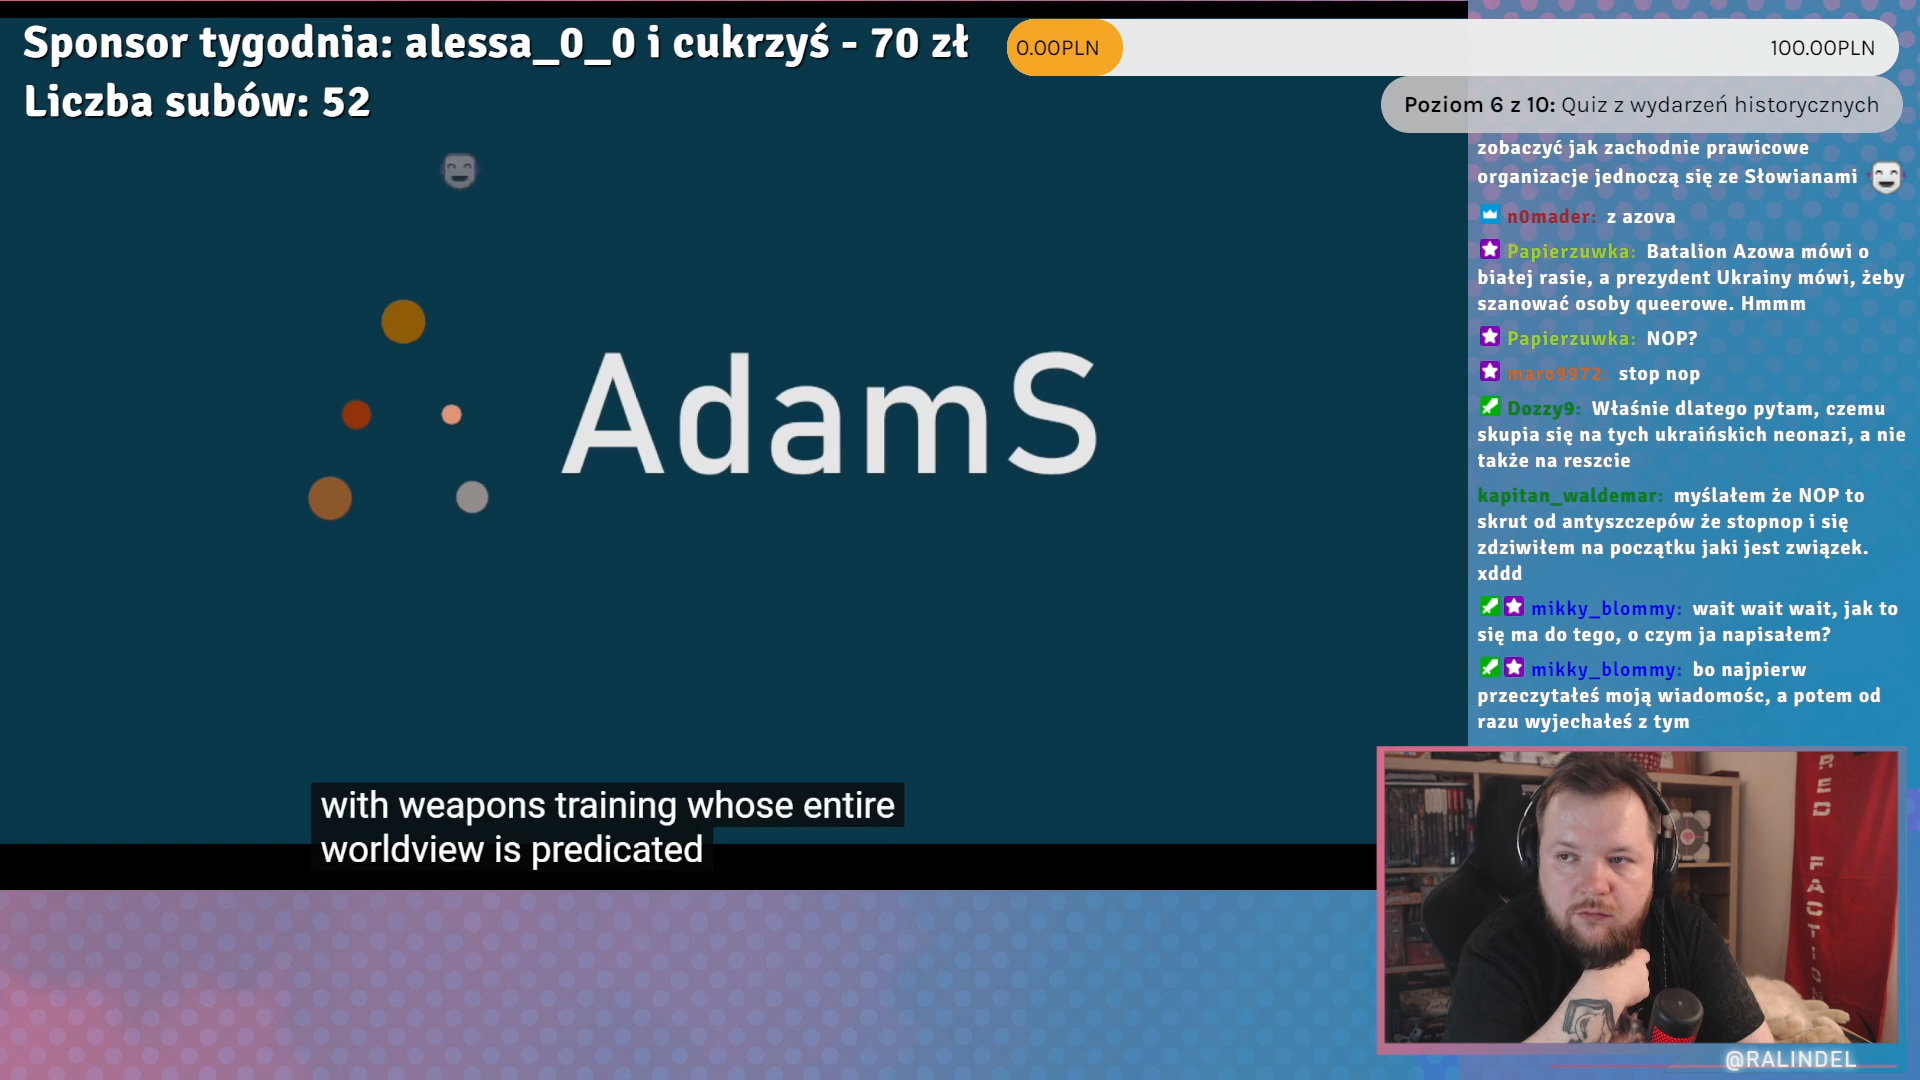 Sponsor tygodnia: alessa_0_0 i cukrzyś - 70 zł
Liczba subów: 52
0.00PLN
100.00PLN
Poziom 6 z 10: Quiz z wydarzeń historycznych
zobaczyć jak zachodnie prawicowe
organizacje jednoczą się ze Słowianami
n0mader: z azova
Papierzuwka: Batalion Azowa mówi o
białej rasie, a prezydent Ukrainy mówi, żeby
szanować osoby queerowe. Hmmm
Papierzuwka: NOP?
maro9972: stop nop
Dozzy9: Właśnie dlatego pytam, czemu
skupia się na tych ukraińskich neonazi, a nie
także na reszcie
kapitan_waldemar: myślałem że NOP to
skrut od antyszczepów że stopnop i się
zdziwiłem na początku jaki jest związek.
xddd
mikky_blommy: wait wait wait, jak to
się ma do tego, o czym ja napisałem?
mikky_blommy: bo najpierw
przeczytałeś moją wiadomośc, a potem od
razu wyjechałeś z tym
AdamS
with weapons training whose entire
worldview is predicated
RED FACTI
@RALINDEL